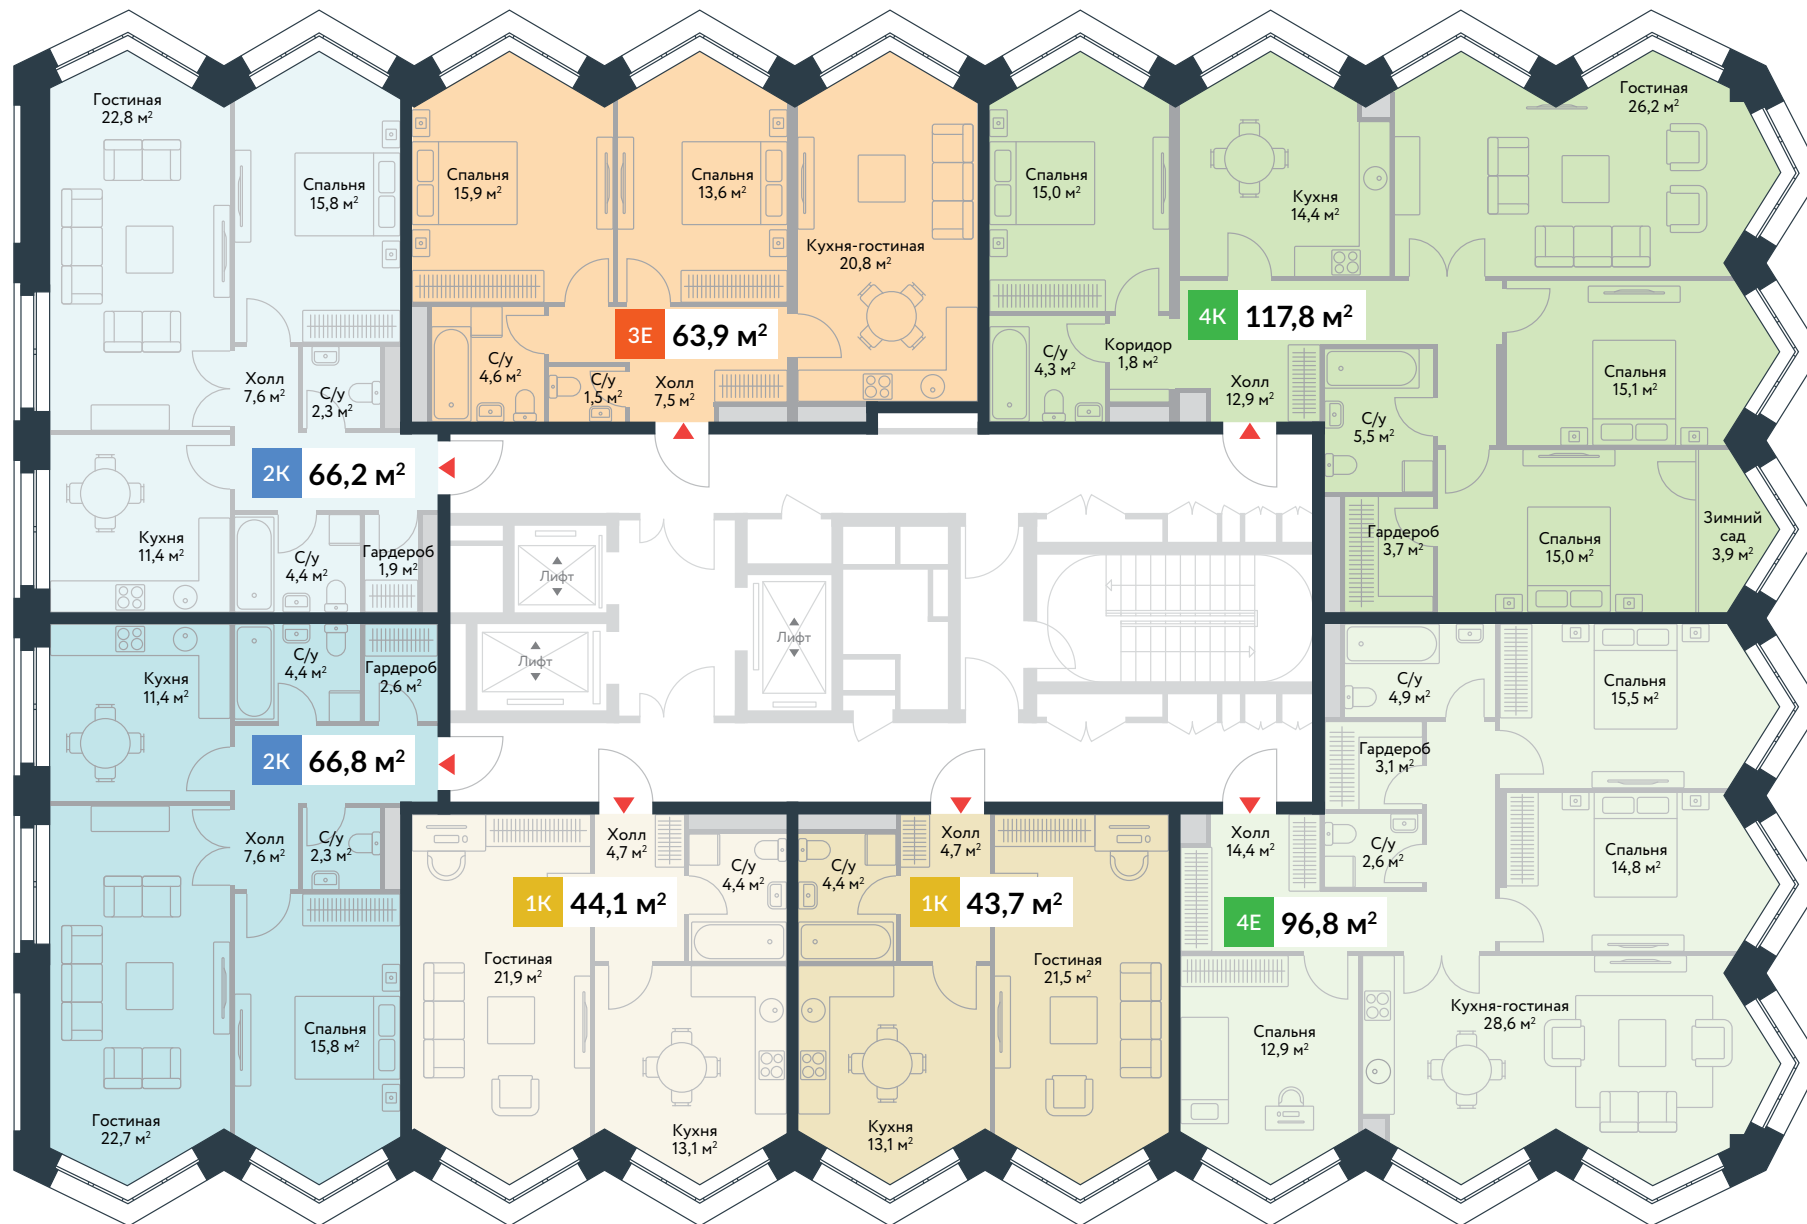 Гостиная
22,8 м²
Спальня
15,8 м²
Холл
7,6 м²
С/у
2,3 м²
2К 66,2 м²
Кухня
11,4 м²
С/у
4,4 м²
Гардероб
1,9 м²
Спальня
15,9 м²
Спальня
13,6 м²
Кухня-гостиная
20,8 м²
3Е 63,9 м²
С/у
4,6 м²
С/у
1,5 м²
Холл
7,5 м²
Спальня
15,0 м²
Кухня
14,4 м²
Гостиная
26,2 м²
4К 117,8 м²
С/у
4,3 м²
Коридор
1,8 м²
Холл
12,9 м²
С/у
5,5 м²
Спальня
15,1 м²
Гардероб
3,7 м²
Спальня
15,0 м²
Зимний
сад
3,9 м²
Лифт
Лифт
Лифт
Кухня
11,4 м²
С/у
4,4 м²
Гардероб
2,6 м²
2К 66,8 м²
Холл
7,6 м²
С/у
2,3 м²
Спальня
15,8 м²
Гостиная
22,7 м²
Холл
4,7 м²
С/у
4,4 м²
1К 44,1 м²
Гостиная
21,9 м²
Кухня
13,1 м²
С/у
4,4 м²
Холл
4,7 м²
1К 43,7 м²
Гостиная
21,5 м²
Кухня
13,1 м²
С/у
4,9 м²
Спальня
15,5 м²
Гардероб
3,1 м²
Холл
14,4 м²
С/у
2,6 м²
Спальня
14,8 м²
4Е 96,8 м²
Спальня
12,9 м²
Кухня-гостиная
28,6 м²